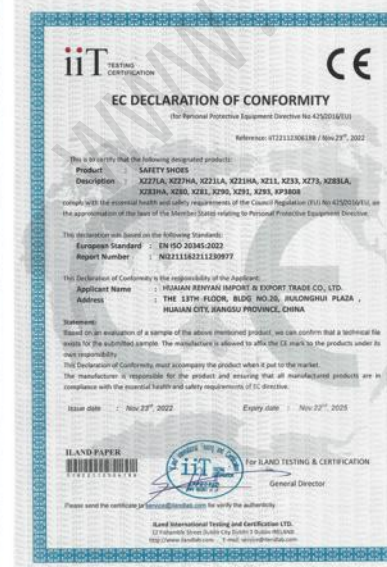 iiT TESTING
CERTIFICATION
CE
EC DECLARATION OF CONFORMITY
(for Personal Protective Equipment Directive No 425/2016/EU)
Reference: IIT221123061BB / Nov.23rd, 2022
This is to certify that the following designated products:
Product : SAFETY SHOES
Description : XZ27LA, XZ27HA, XZ21LA, XZ21HA, XZ11, XZ33, XZ73, XZ83LA,
XZ83HA, XZ80, XZ81, XZ90, XZ91, XZ93, XP3808
comply with the essential health and safety requirements of the Council Regulation (EU) No 425/2016/EU, on
the approximation of the laws of the Member States relating to Personal Protective Equipment Directive.
This declaration was based on the following Standards:
European Standard : EN ISO 20345:2022
Report Number : NI2211162211230977
This Declaration of Conformity is the responsibility of the Applicant:
Applicant Name : HUAIAN RENYAN IMPORT & EXPORT TRADE CO., LTD.
Address : THE 13TH FLOOR, BLDG NO.20, JIULONGHUI PLAZA ,
HUAIAN CITY, JIANGSU PROVINCE, CHINA
Statement:
Based on an evaluation of a sample of the above mentioned product, we can confirm that a technical file
exists for the submitted sample. The manufacture is allowed to affix the CE mark to the products under its
own responsibility.
This Declaration of Conformity, must accompany the product when it put to the market.
The manufacturer is responsible for the product and ensuring that all manufactured products are in
compliance with the essential health and safety requirements of EC directive.
Issue date : Nov 23rd, 2022 Expiry date : Nov 22nd, 2025
ILAND PAPER
iiT
For ILAND TESTING & CERTIFICATION
General Director
Please send the certificate to service@ilandlab.com for verify the authenticity.
ILand International Testing and Certification LTD.